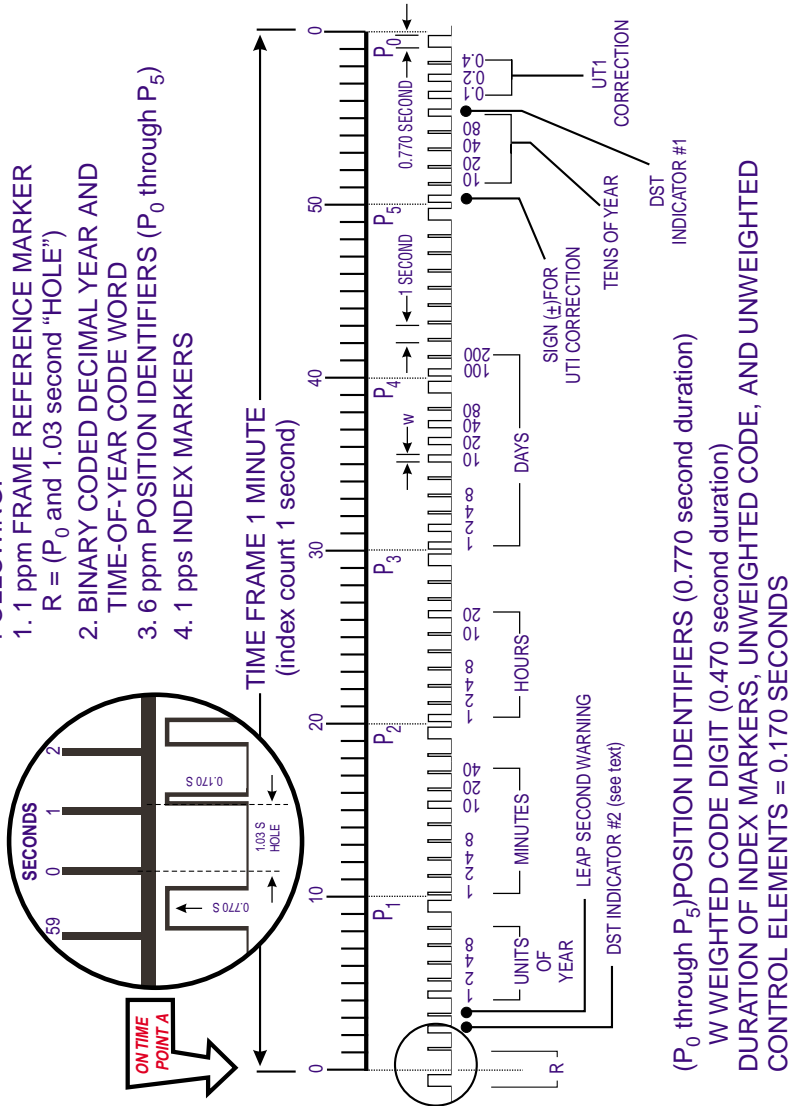 1. 1 ppm FRAME REFERENCE MARKER
R = (P0 and 1.03 second “HOLE”)
2. BINARY CODED DECIMAL YEAR AND
TIME-OF-YEAR CODE WORD
3. 6 ppm POSITION IDENTIFIERS (P0 through P5)
4. 1 pps INDEX MARKERS
ON TIME
POINT A
SECONDS
59 0 1 2
0.770 S
1.03 S
HOLE
0.170 S
TIME FRAME 1 MINUTE
(index count 1 second)
0 10 20 30 40 50 0
P1 P2 P3 P4 P5 P0
W
1 SECOND
0.770 SECOND
1 2 4 8 1 2 4 8 10 20 40 1 2 4 8 10 20 1 2 4 8 10 20 40 80 100 200 10 20 40 80 0.1 0.2 0.4
R
UNITS
OF
YEAR
MINUTES
HOURS
DAYS
LEAP SECOND WARNING
DST INDICATOR #2 (see text)
SIGN (±)FOR
UTI CORRECTION
TENS OF YEAR
DST
INDICATOR #1
UT1
CORRECTION
(P0 through P5)POSITION IDENTIFIERS (0.770 second duration)
W WEIGHTED CODE DIGIT (0.470 second duration)
DURATION OF INDEX MARKERS, UNWEIGHTED CODE, AND UNWEIGHTED
CONTROL ELEMENTS = 0.170 SECONDS